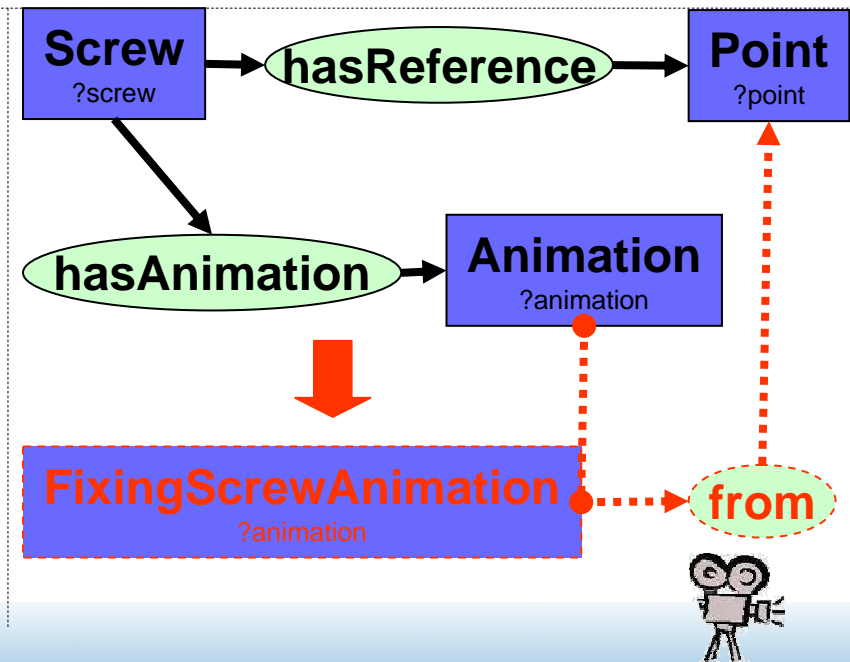 Screw
?screw
hasReference
Point
?point
hasAnimation
Animation
?animation
FixingScrewAnimation
?animation
from